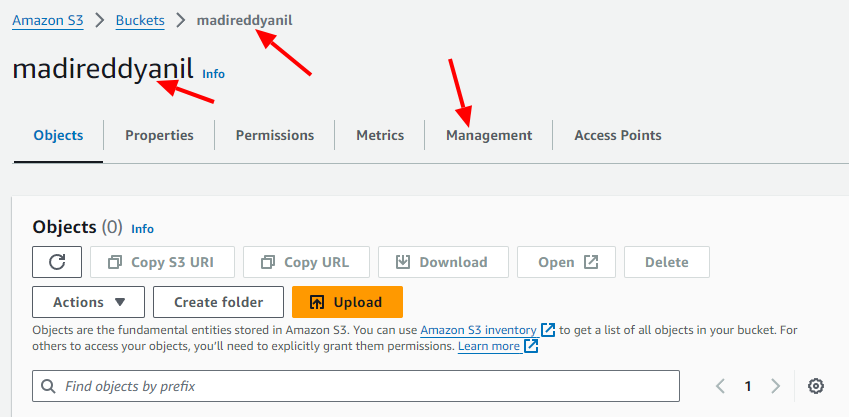 Amazon S3 > Buckets > madireddyanil
madireddyanil Info
Objects Properties Permissions Metrics Management Access Points
Objects (0) Info
Copy S3 URI Copy URL Download Open Delete
Actions Create folder Upload
Objects are the fundamental entities stored in Amazon S3. You can use Amazon S3 inventory to get a list of all objects in your bucket. For
others to access your objects, you'll need to explicitly grant them permissions. Learn more
Find objects by prefix
1